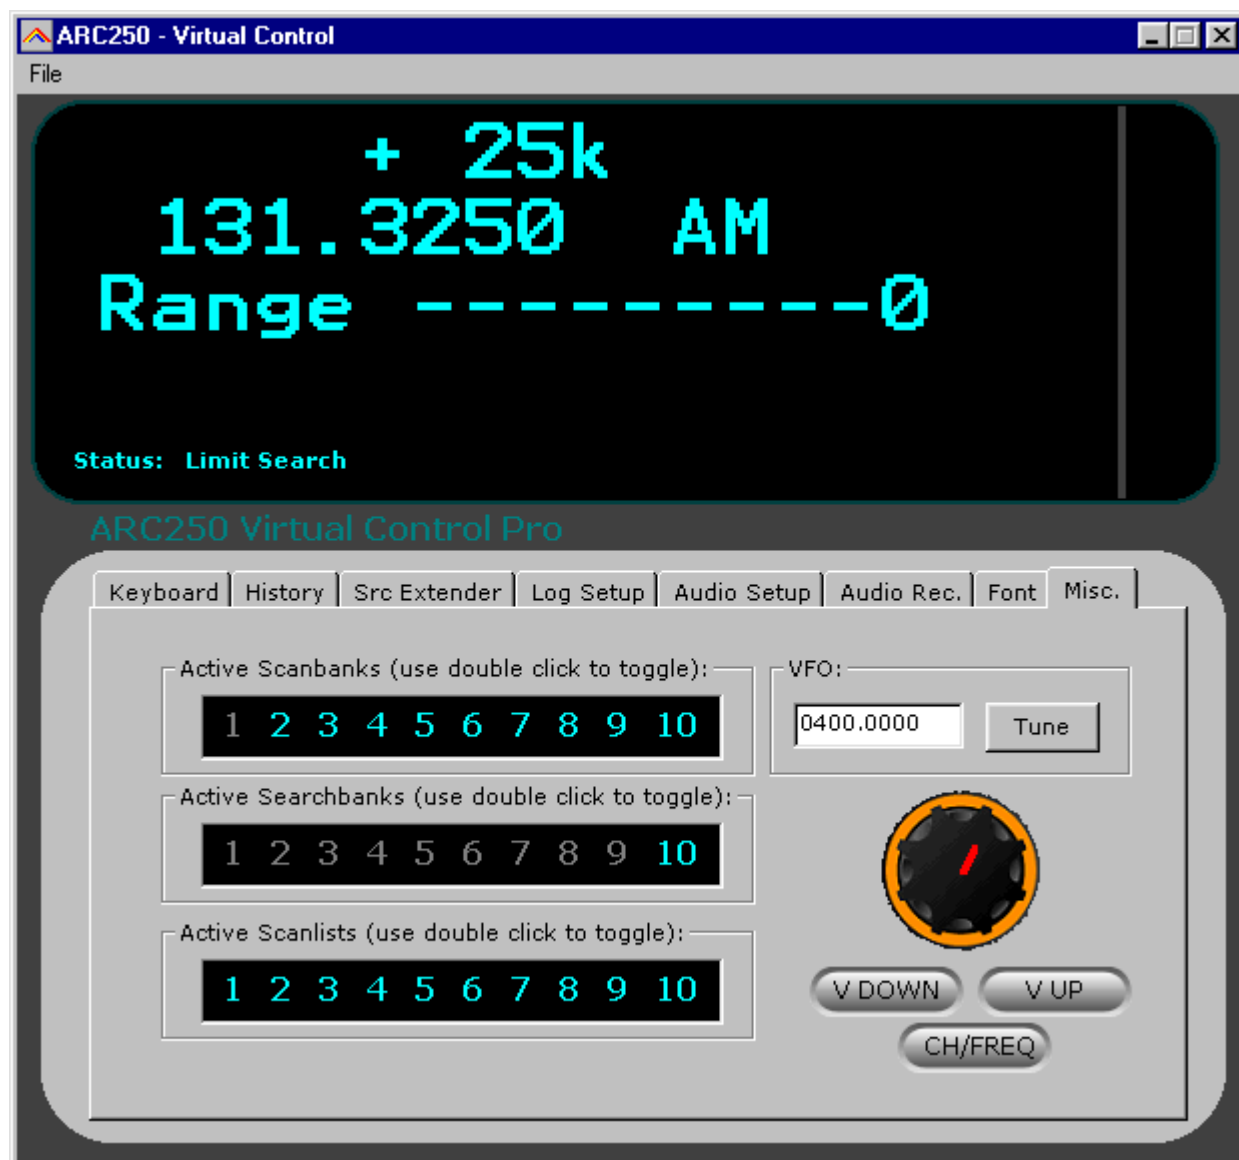 ARC250 - Virtual Control
File
+ 25k
131.3250 AM
Range ---------0
Status: Limit Search
ARC250 Virtual Control Pro
Keyboard History Src Extender Log Setup Audio Setup Audio Rec. Font Misc.
Active Scanbanks (use double click to toggle):
1 2 3 4 5 6 7 8 9 10
VFO:
0400.0000 Tune
Active Searchbanks (use double click to toggle):
1 2 3 4 5 6 7 8 9 10
Active Scanlists (use double click to toggle):
1 2 3 4 5 6 7 8 9 10
V DOWN V UP
CH/FREQ